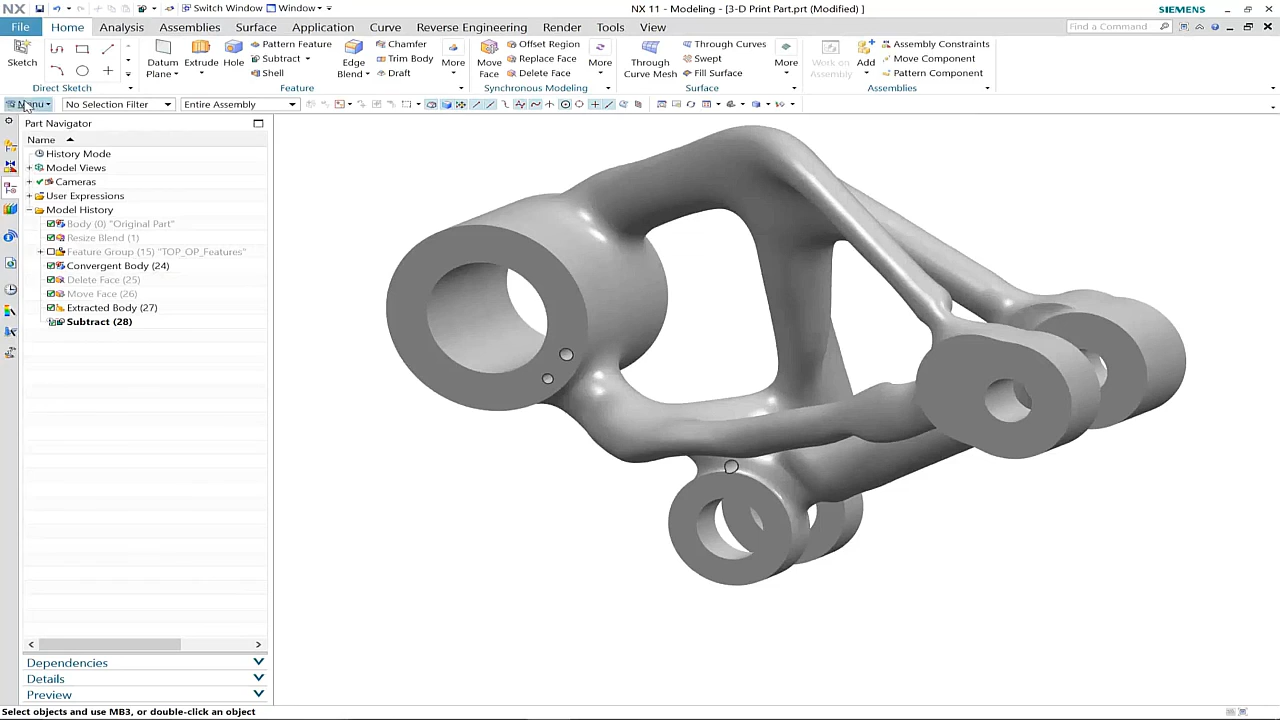 NX Switch Window Window NX 11 - Modeling - [3-D Print Part.prt (Modified) ] SIEMENS
File Home Analysis Assemblies Surface Curve Reverse Engineering Application Render Tools View Find a Command
Sketch Datum Plane Extrude Hole Pattern Feature Subtract Shell Edge Blend Chamfer Trim Body Draft More Move Face Offset Region Replace Face Delete Face More Through Curve Mesh Through Curves Swept Fill Surface More Work on Assembly Add Assembly Constraints Move Component Pattern Component
Direct Sketch Feature Synchronous Modeling Surface Assemblies
Menu No Selection Filter Entire Assembly
Part Navigator
Name
History Mode
Model Views
Cameras
User Expressions
Model History
Body (0) "Original Part"
Resize Blend (1)
Feature Group (15) "TOP_OP_Features"
Convergent Body (24)
Delete Face (25)
Move Face (26)
Extracted Body (27)
Subtract (28)
Dependencies
Details
Preview
Select objects and use MB3, or double-click an object